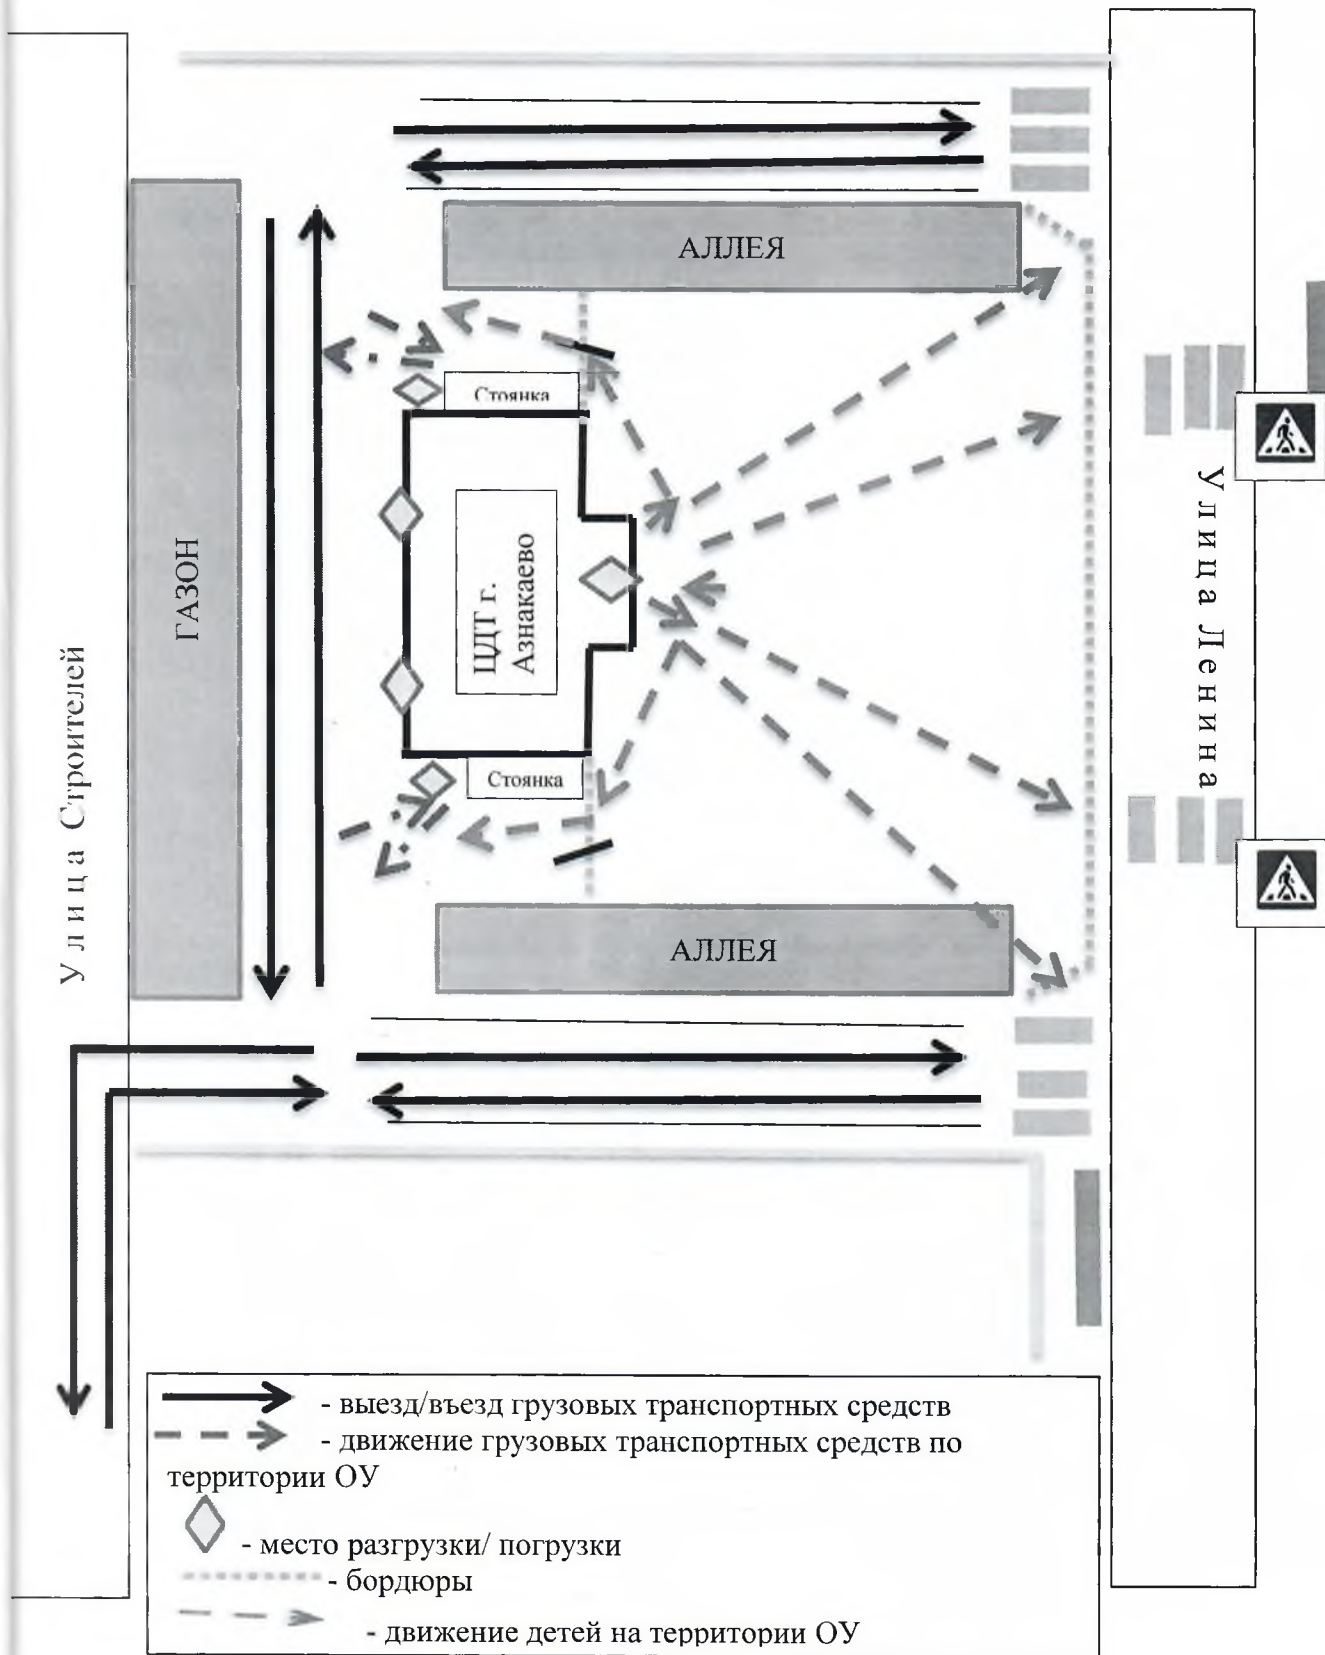 АЛЛЕЯ
Стоянка
ГАЗОН
ЦДТ г.
Азнакаево
Улица Строителей
Улица Ленина
Стоянка
АЛЛЕЯ
- выезд/въезд грузовых транспортных средств
- движение грузовых транспортных средств по
территории ОУ
- место разгрузки/ погрузки
- бордюры
- движение детей на территории ОУ